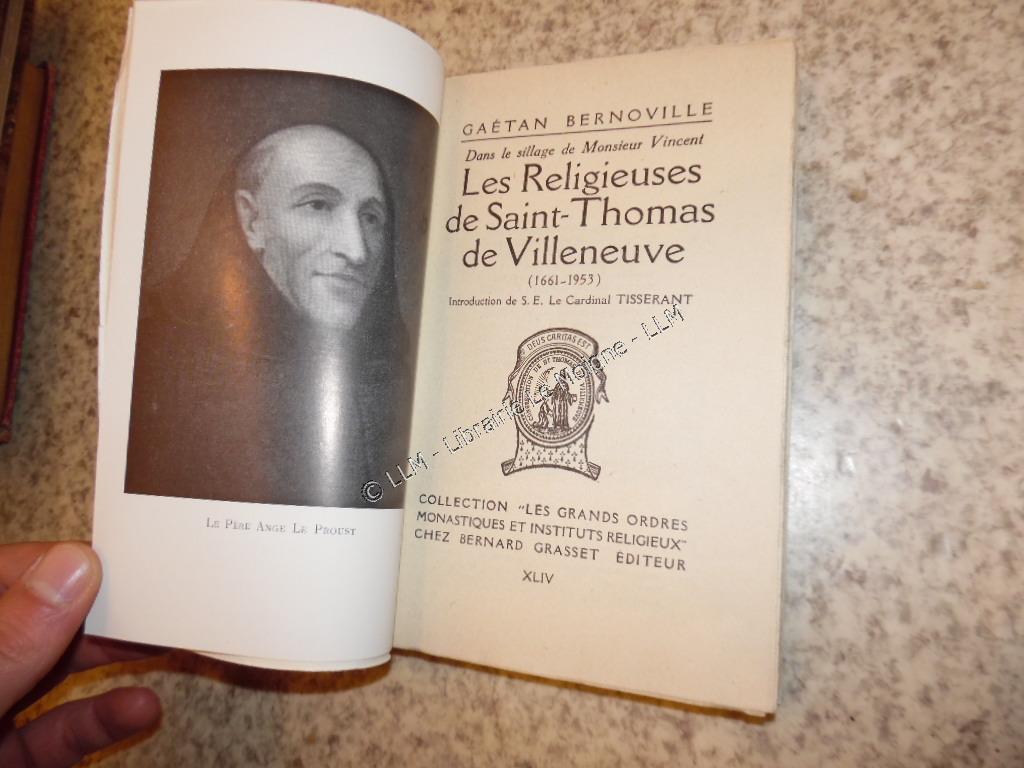 LE PÈRE ANGE LE PROUST
GAÉTAN BERNOVILLE
Dans le sillage de Monsieur Vincent
Les Religieuses
de Saint-Thomas
de Villeneuve
(1661-1953)
Introduction de S. E. Le Cardinal TISSERANT
DEUS CARITAS EST
COLLECTION "LES GRANDS ORDRES
MONASTIQUES ET INSTITUTS RELIGIEUX"
CHEZ BERNARD GRASSET ÉDITEUR
XLIV
© LLM - Librairie Le Moigne - LLM